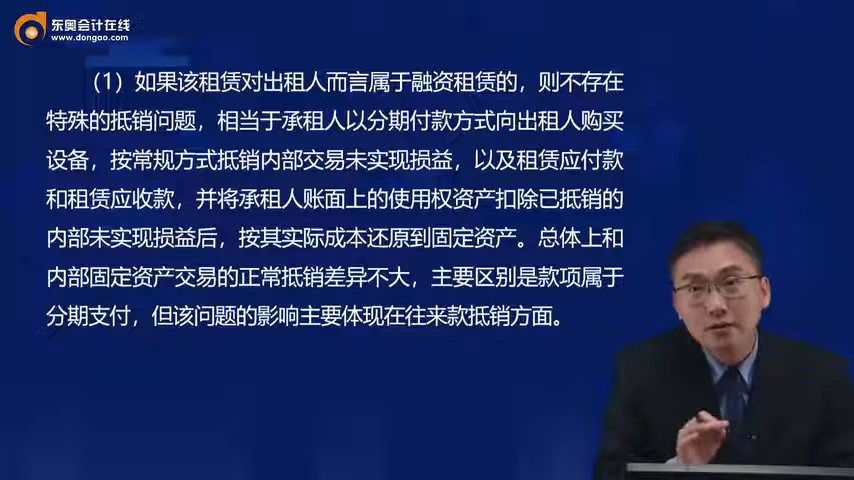 东奥会计在线
www.dongao.com
（1）如果该租赁对出租人而言属于融资租赁的，则不存在
特殊的抵销问题，相当于承租人以分期付款方式向出租人购买
设备，按常规方式抵销内部交易未实现损益，以及租赁应付款
和租赁应收款，并将承租人账面上的使用权资产扣除已抵销的
内部未实现损益后，按其实际成本还原到固定资产。总体上和
内部固定资产交易的正常抵销差异不大，主要区别是款项属于
分期支付，但该问题的影响主要体现在往来款抵销方面。